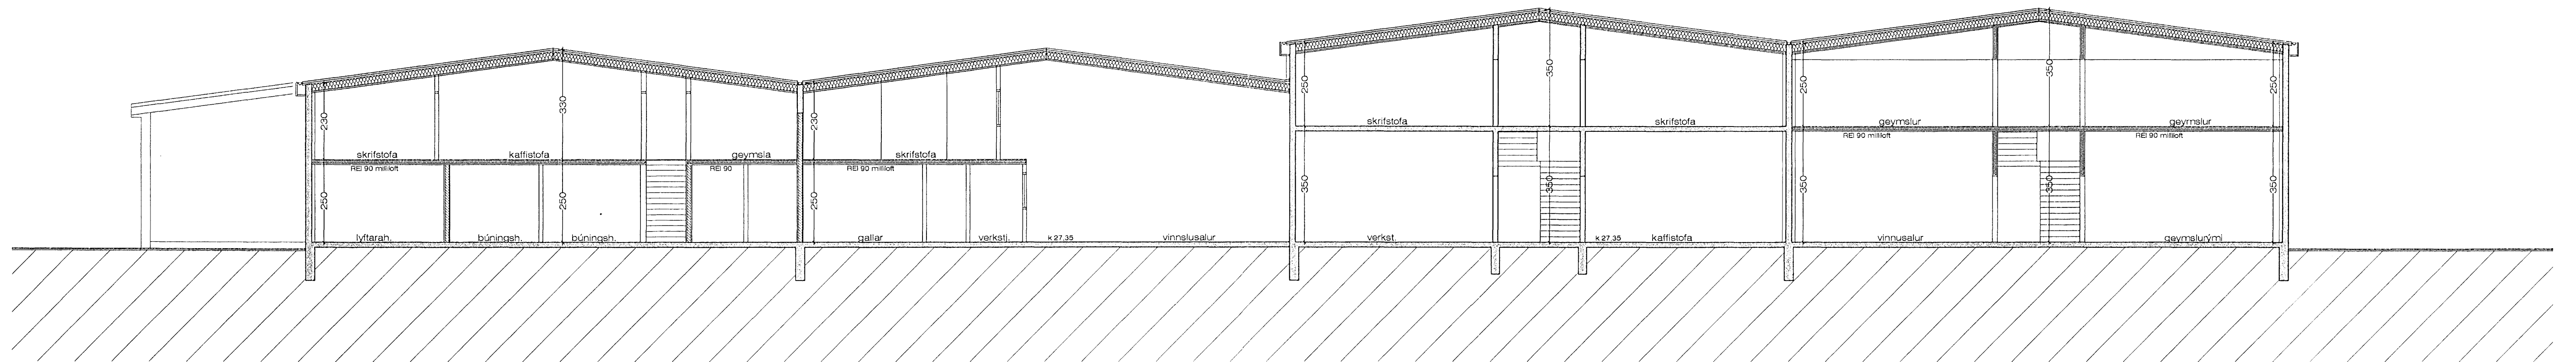 350 350
250 250 250
330
230 230
skrifstofa skrifstofa geymslur geymslur
REI 90 milliloft REI 90 milliloft
skrifstofa kaffistofa geymsla skrifstofa
REI 90 milliloft REI 90 REI 90 milliloft
350 350 350 350 350
250 250 250
lyftarah. búningsh. búningsh. gallar verkstj. k 27,35 vinnslusalur verkst. k 27,35 kaffistofa vinnusalur geymslurými